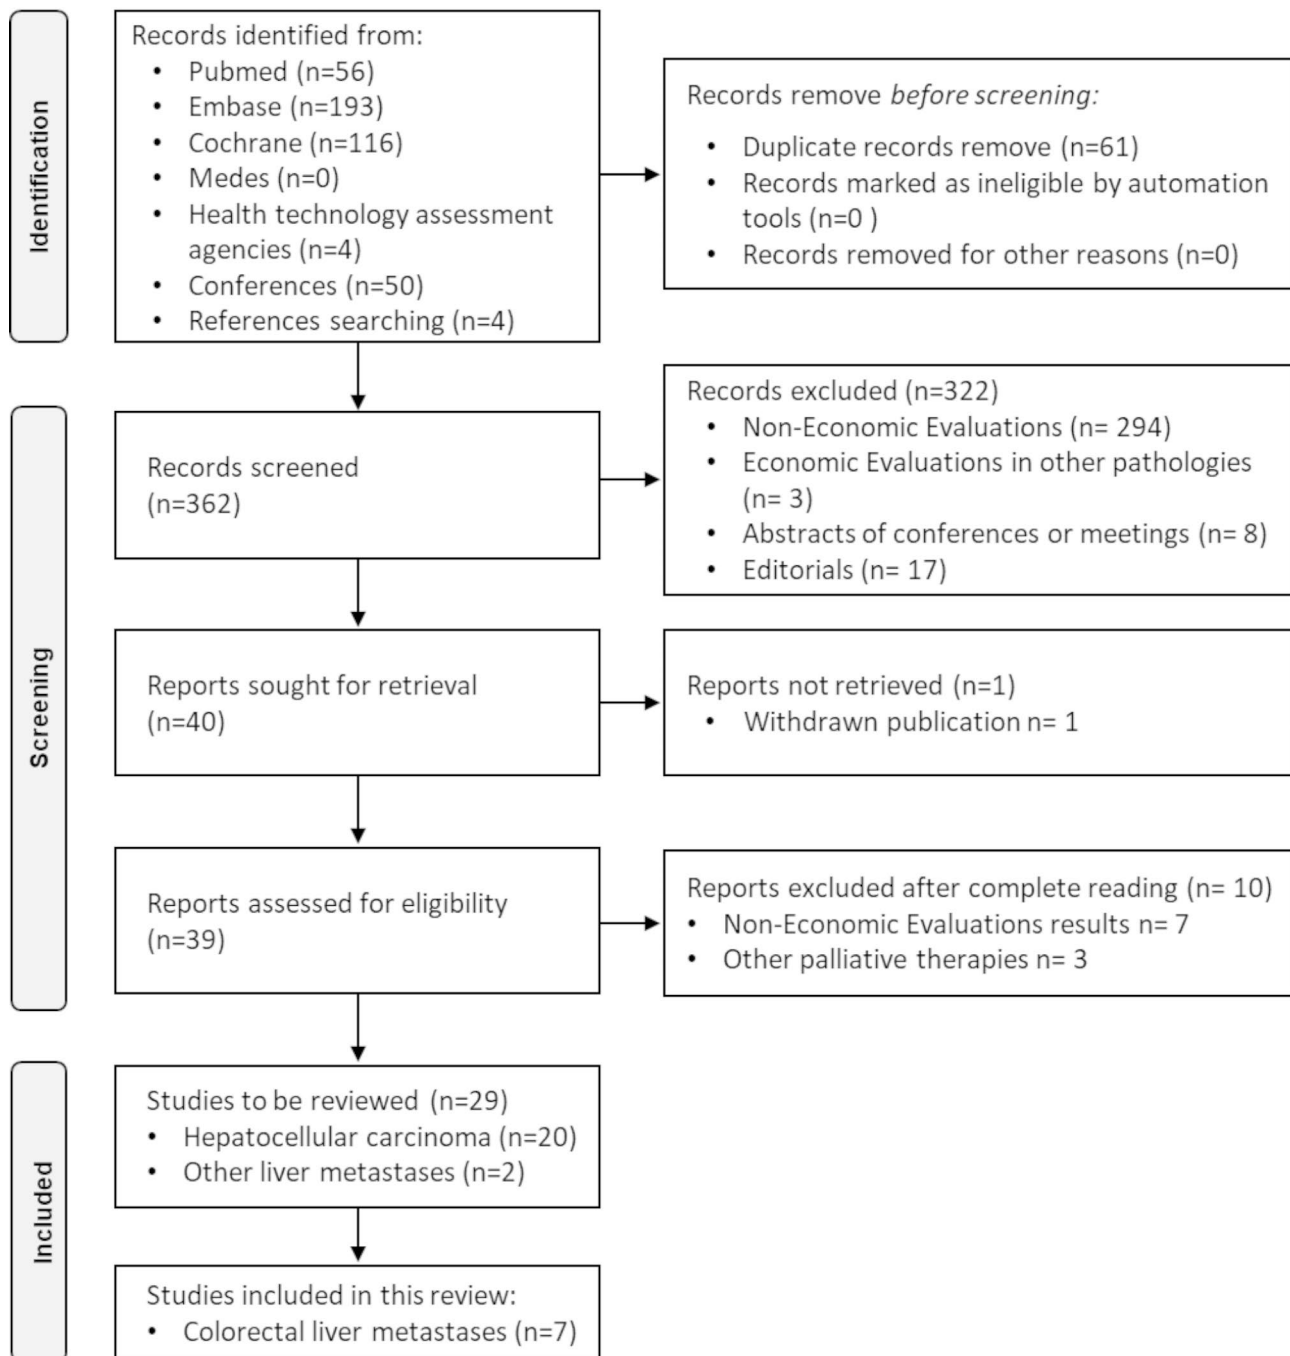 Identification
Records identified from:
• Pubmed (n=56)
• Embase (n=193)
• Cochrane (n=116)
• Medes (n=0)
• Health technology assessment
agencies (n=4)
• Conferences (n=50)
• References searching (n=4)
Records remove before screening:
• Duplicate records remove (n=61)
• Records marked as ineligible by automation
tools (n=0 )
• Records removed for other reasons (n=0)
Screening
Records screened
(n=362)
Records excluded (n=322)
• Non-Economic Evaluations (n= 294)
• Economic Evaluations in other pathologies
(n= 3)
• Abstracts of conferences or meetings (n= 8)
• Editorials (n= 17)
Reports sought for retrieval
(n=40)
Reports not retrieved (n=1)
• Withdrawn publication n= 1
Reports assessed for eligibility
(n=39)
Reports excluded after complete reading (n= 10)
• Non-Economic Evaluations results n= 7
• Other palliative therapies n= 3
Included
Studies to be reviewed (n=29)
• Hepatocellular carcinoma (n=20)
• Other liver metastases (n=2)
Studies included in this review:
• Colorectal liver metastases (n=7)